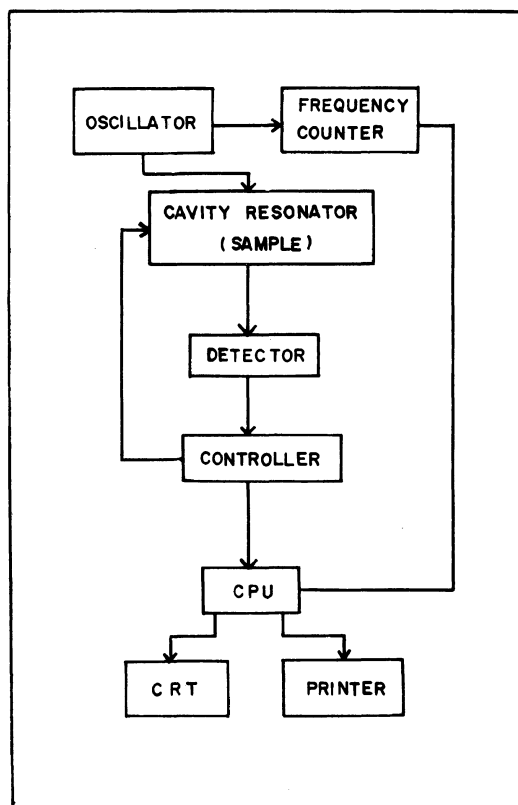 OSCILLATOR
FREQUENCY
COUNTER
CAVITY RESONATOR
(SAMPLE)
DETECTOR
CONTROLLER
CPU
CRT
PRINTER